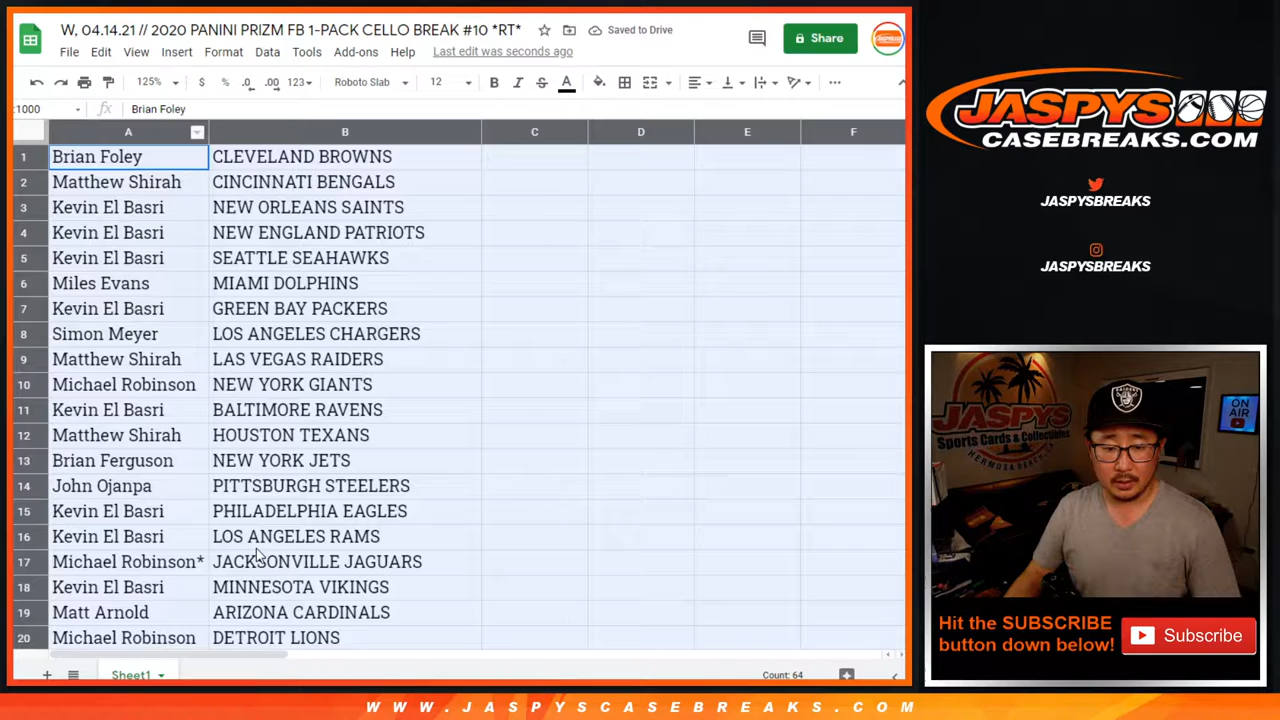 W, 04.14.21 // 2020 PANINI PRIZM FB 1-PACK CELLO BREAK #10 *RT*
Saved to Drive
Share
File Edit View Insert Format Data Tools Add-ons Help Last edit was seconds ago
125% $ % .0 .00 123 Roboto Slab 12 B I S A
:1000 fx Brian Foley
A B C D E F
1 Brian Foley CLEVELAND BROWNS
2 Matthew Shirah CINCINNATI BENGALS
3 Kevin El Basri NEW ORLEANS SAINTS
4 Kevin El Basri NEW ENGLAND PATRIOTS
5 Kevin El Basri SEATTLE SEAHAWKS
6 Miles Evans MIAMI DOLPHINS
7 Kevin El Basri GREEN BAY PACKERS
8 Simon Meyer LOS ANGELES CHARGERS
9 Matthew Shirah LAS VEGAS RAIDERS
10 Michael Robinson NEW YORK GIANTS
11 Kevin El Basri BALTIMORE RAVENS
12 Matthew Shirah HOUSTON TEXANS
13 Brian Ferguson NEW YORK JETS
14 John Ojanpa PITTSBURGH STEELERS
15 Kevin El Basri PHILADELPHIA EAGLES
16 Kevin El Basri LOS ANGELES RAMS
17 Michael Robinson* JACKSONVILLE JAGUARS
18 Kevin El Basri MINNESOTA VIKINGS
19 Matt Arnold ARIZONA CARDINALS
20 Michael Robinson DETROIT LIONS
Sheet1
Count: 64
JASPYS
CASEBREAKS.COM
JASPYSBREAKS
JASPYSBREAKS
JASPYS
Sports Cards & Collectibles
HERMOSA BEACH
RAIDERS
ON
AIR
Hit the SUBSCRIBE
button down below!
Subscribe
WWW.JASPYSCASEBREAKS.COM